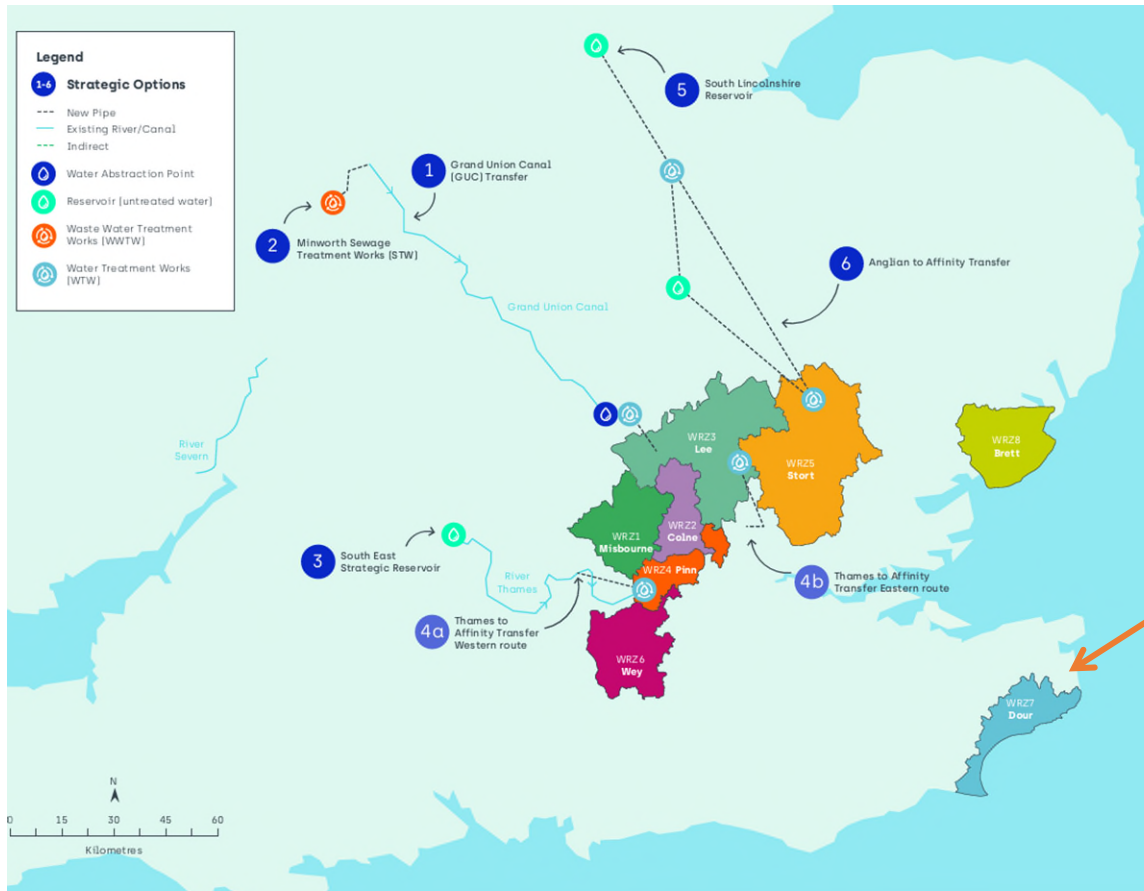 Legend
1-6 Strategic Options
New Pipe
Existing River/Canal
Indirect
Water Abstraction Point
Reservoir (untreated water)
Waste Water Treatment
Works (WWTW)
Water Treatment Works
(WTW)
5
South Lincolnshire
Reservoir
1
Grand Union Canal
(GUC) Transfer
2
Minworth Sewage
Treatment Works (STW)
6
Anglian to Affinity Transfer
Grand Union Canal
River
Severn
WRZ3
Lee
WRZ8
Brett
WRZ5
Stort
WRZ2
Colne
WRZ1
Misbourne
3
South East
Strategic Reservoir
WRZ4 Pinn
River
Thames
4b
Thames to Affinity
Transfer Eastern route
4a
Thames to
Affinity Transfer
Western route
WRZ6
Wey
WRZ7
Dour
N
0 15 30 45 60
Kilometres